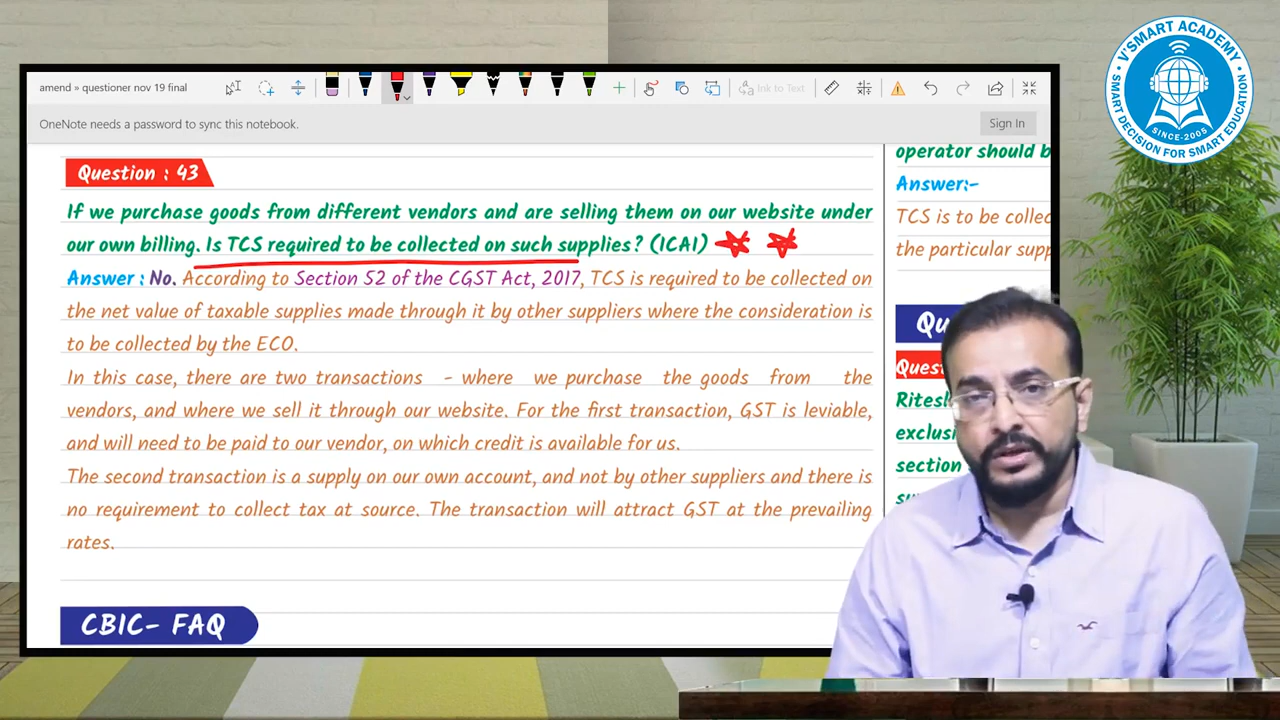 amend » questioner nov 19 final
Ink to Text
OneNote needs a password to sync this notebook.
Sign In
Question : 43
If we purchase goods from different vendors and are selling them on our website under
our own billing. Is TCS required to be collected on such supplies? (ICAI)
Answer : No. According to Section 52 of the CGST Act, 2017, TCS is required to be collected on
the net value of taxable supplies made through it by other suppliers where the consideration is
to be collected by the ECO.
In this case, there are two transactions - where we purchase the goods from the
vendors, and where we sell it through our website. For the first transaction, GST is leviable,
and will need to be paid to our vendor, on which credit is available for us.
The second transaction is a supply on our own account, and not by other suppliers and there is
no requirement to collect tax at source. The transaction will attract GST at the prevailing
rates.
CBIC- FAQ
operator should b
Answer:-
TCS is to be collec
the particular supp
Qu
Quest
Ritesh
exclusi
section
V'SMART ACADEMY
SINCE-2005
SMART DECISION FOR SMART EDUCATION